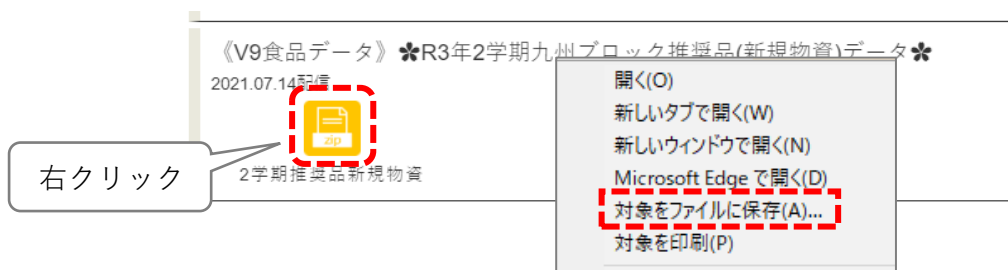 《V9食品データ》✽R3年2学期九州ブロック推奨品(新規物資)データ✽
2021.07.14配信
zip
2学期推奨品新規物資
右クリック
開く(O)
新しいタブで開く(W)
新しいウィンドウで開く(N)
Microsoft Edge で開く(D)
対象をファイルに保存(A)...
対象を印刷(P)